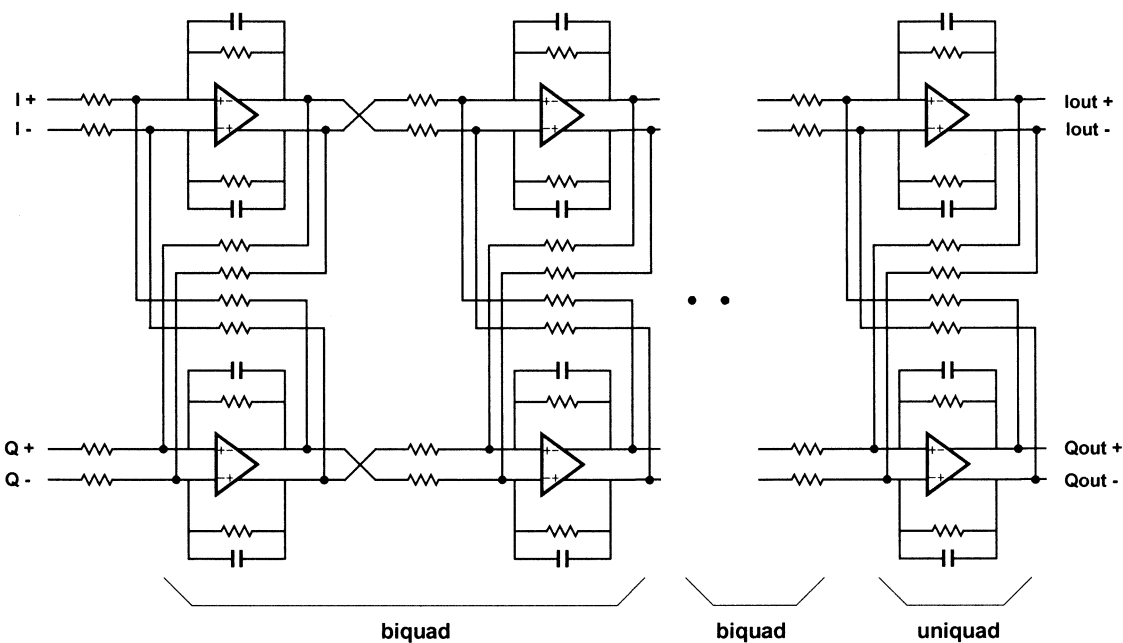 I +
I -
Iout +
Iout -
Q +
Q -
Qout +
Qout -
biquad
biquad
uniquad